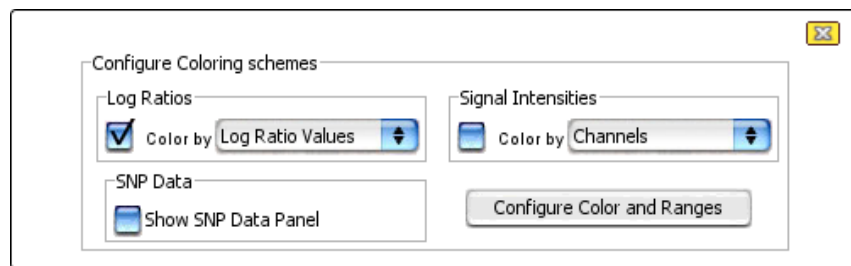 Configure Coloring schemes
Log Ratios
Color by Log Ratio Values
Signal Intensities
Color by Channels
SNP Data
Show SNP Data Panel
Configure Color and Ranges